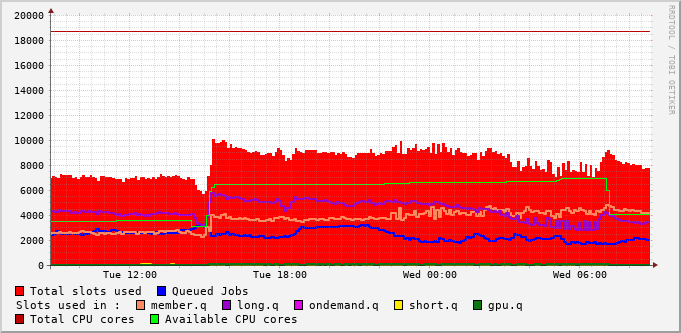 RRDTOOL / TOBI OETIKER
20000
18000
16000
14000
12000
10000
8000
6000
4000
2000
0
Tue 12:00 Tue 18:00 Wed 00:00 Wed 06:00
Total slots used Queued Jobs
Slots used in : member.q long.q ondemand.q short.q gpu.q
Total CPU cores Available CPU cores